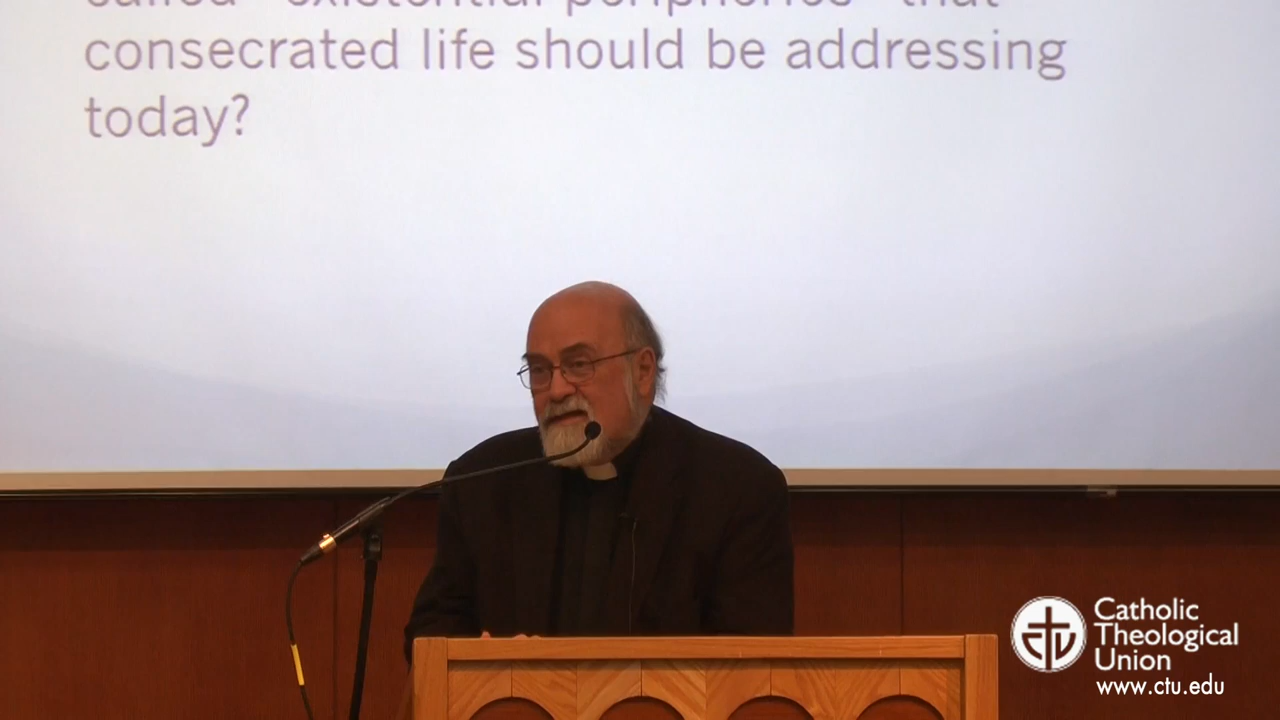 consecrated life should be addressing
today?
Catholic
Theological
Union
www.ctu.edu